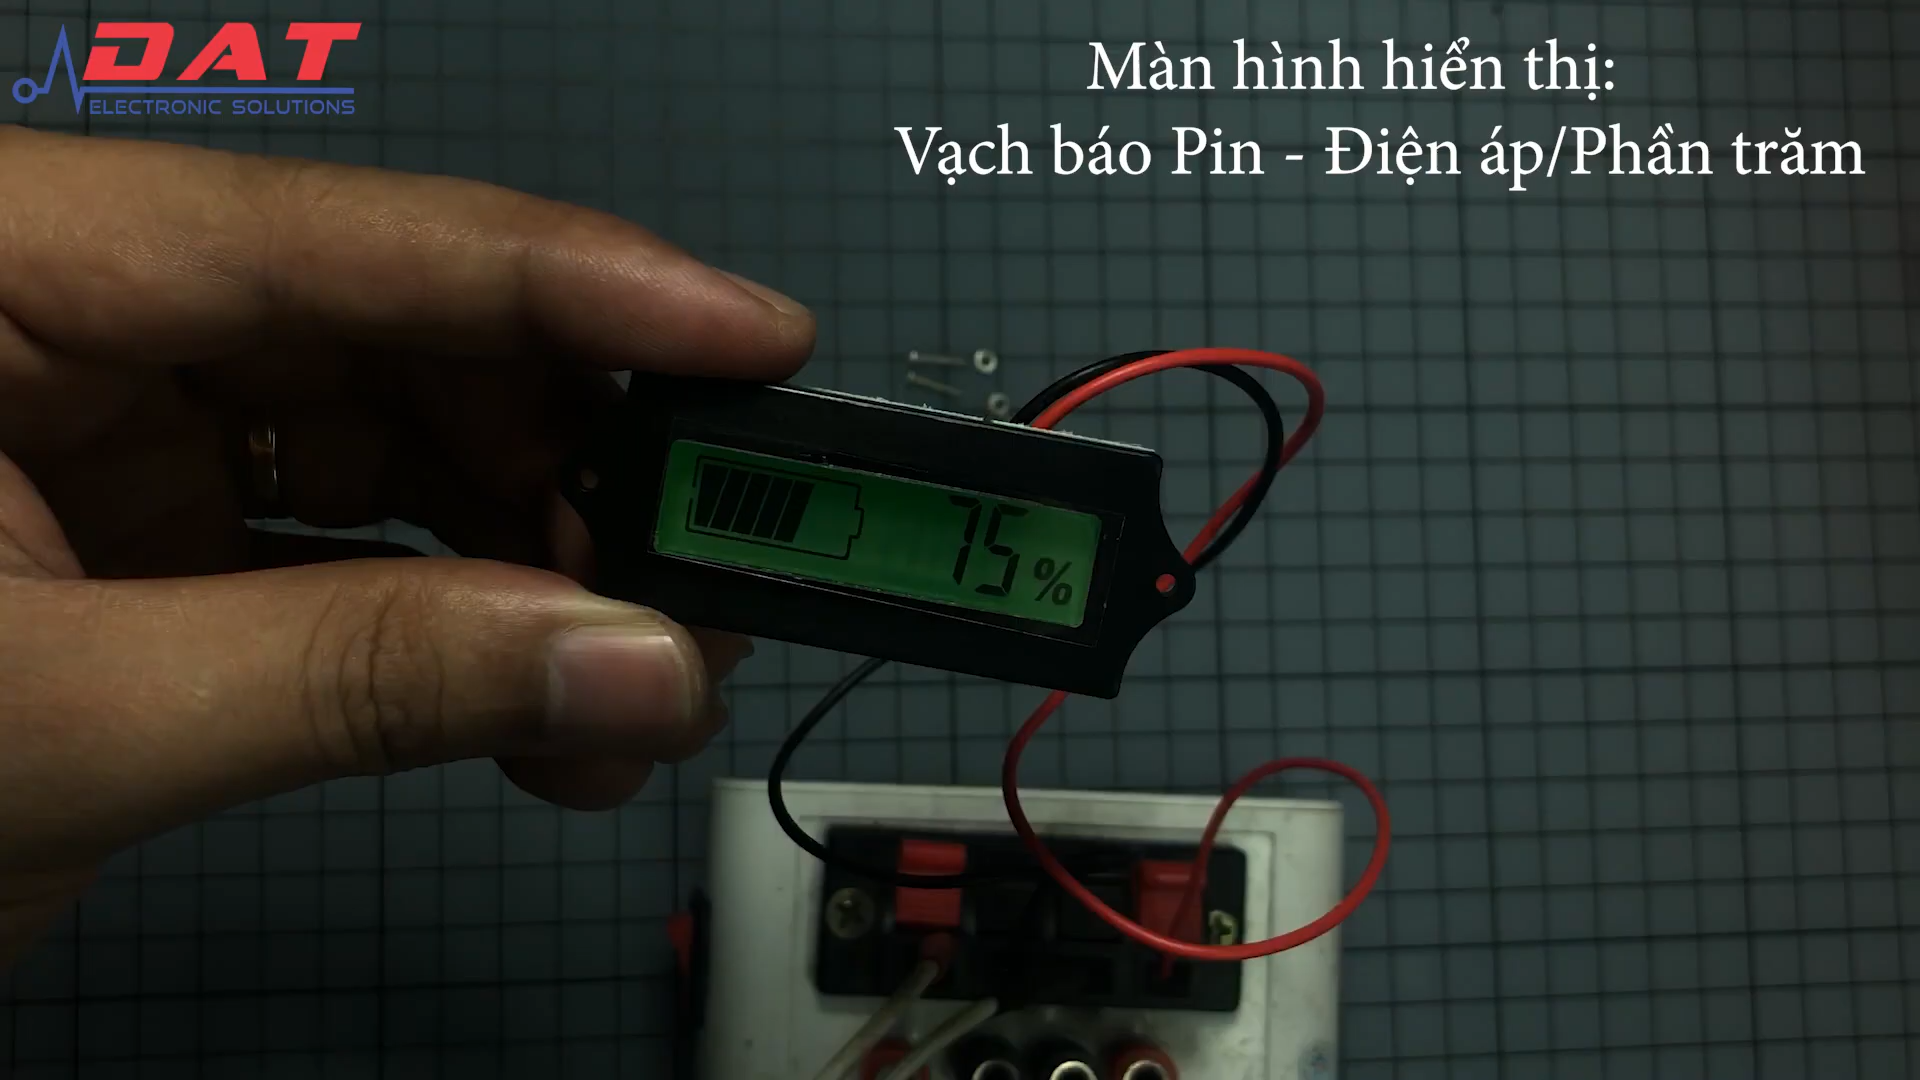 DAT
ELECTRONIC SOLUTIONS
Màn hình hiển thị:
Vạch báo Pin - Điện áp/Phần trăm
75 %